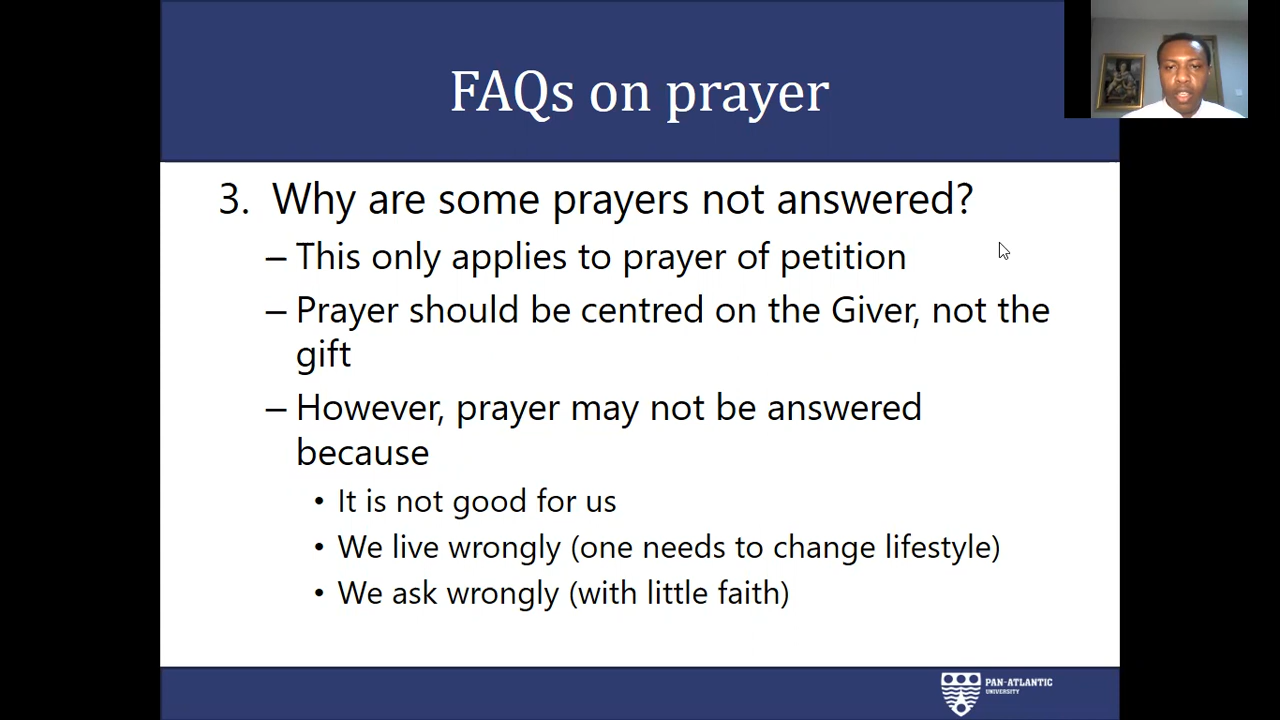 FAQs on prayer
3. Why are some prayers not answered?
– This only applies to prayer of petition
– Prayer should be centred on the Giver, not the
gift
– However, prayer may not be answered
because
• It is not good for us
• We live wrongly (one needs to change lifestyle)
• We ask wrongly (with little faith)
PAN-ATLANTIC
UNIVERSITY